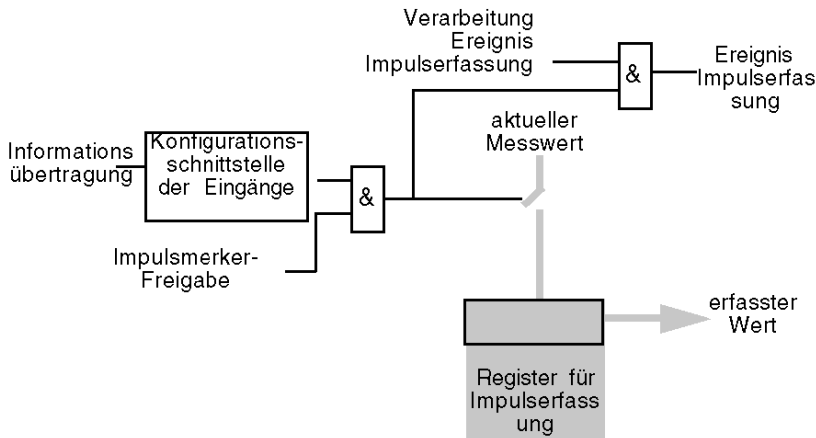 Verarbeitung
Ereignis
Impulserfassung
&
Ereignis
Impulserfas
sung
aktueller
Messwert
Informations
übertragung
Konfigurations-
schnittstelle
der Eingänge
&
Impulsmerker-
Freigabe
erfasster
Wert
Register für
Impulserfass
ung